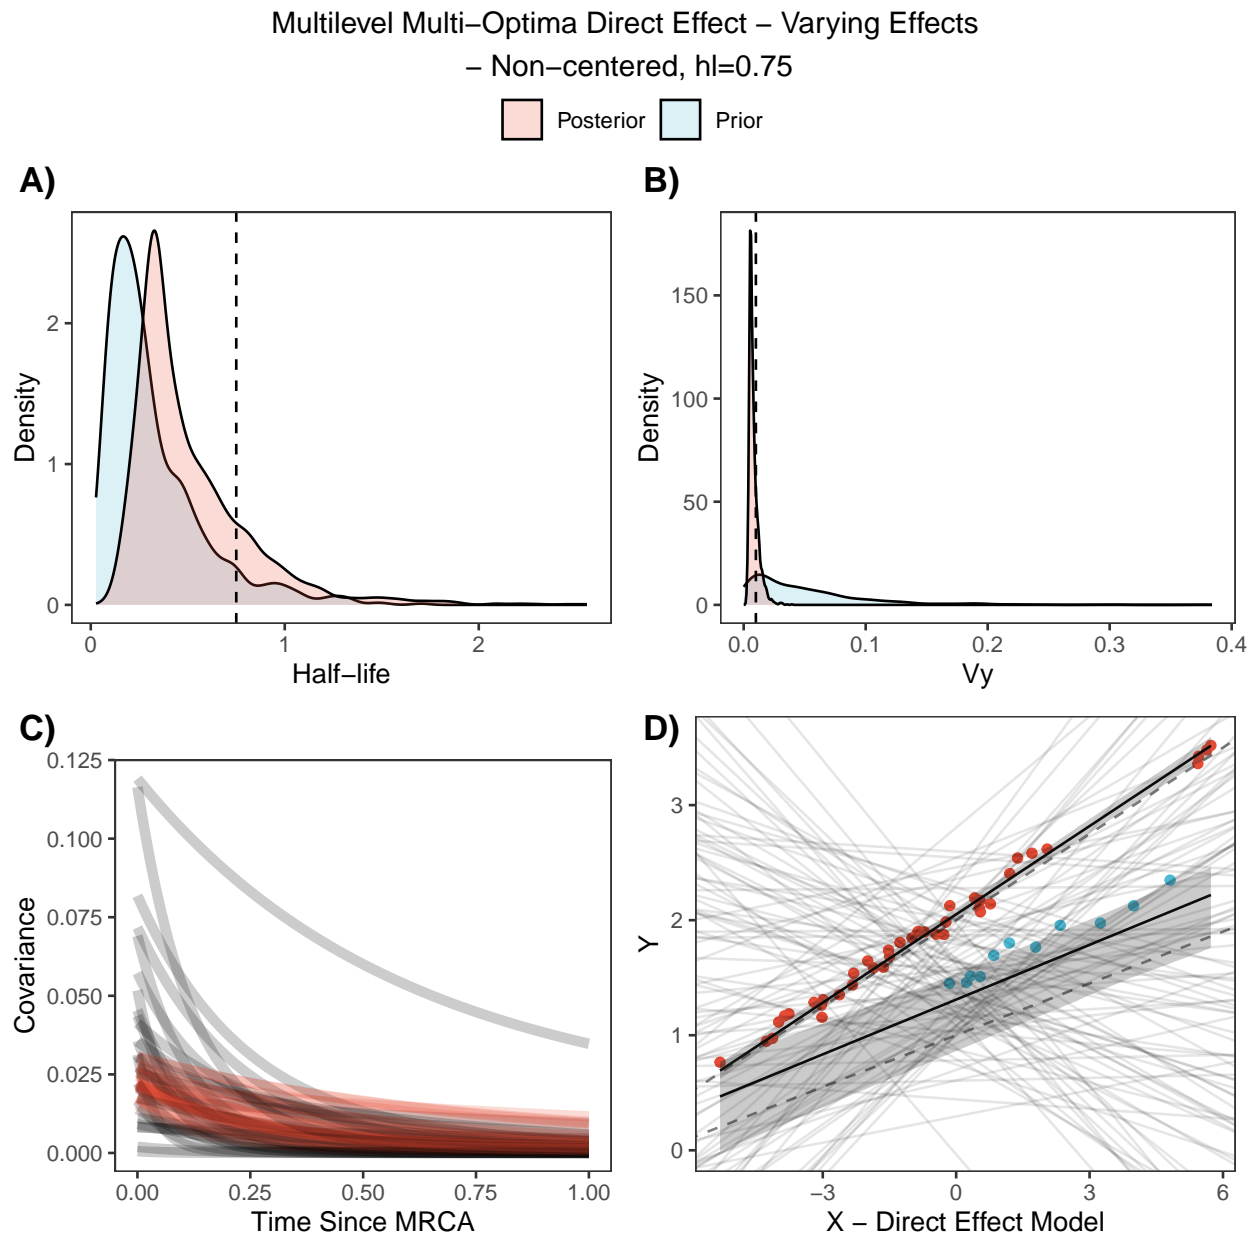 Multilevel Multi−Optima Direct Effect − Varying Effects
− Non−centered, hl=0.75
Posterior
Prior
A)
Density
2
1
0
0
1
2
Half−life
B)
Density
150
100
50
0
0.0
0.1
0.2
0.3
0.4
Vy
C)
Covariance
0.125
0.100
0.075
0.050
0.025
0.000
0.00
0.25
0.50
0.75
1.00
Time Since MRCA
D)
Y
3
2
1
0
−3
0
3
6
X − Direct Effect Model